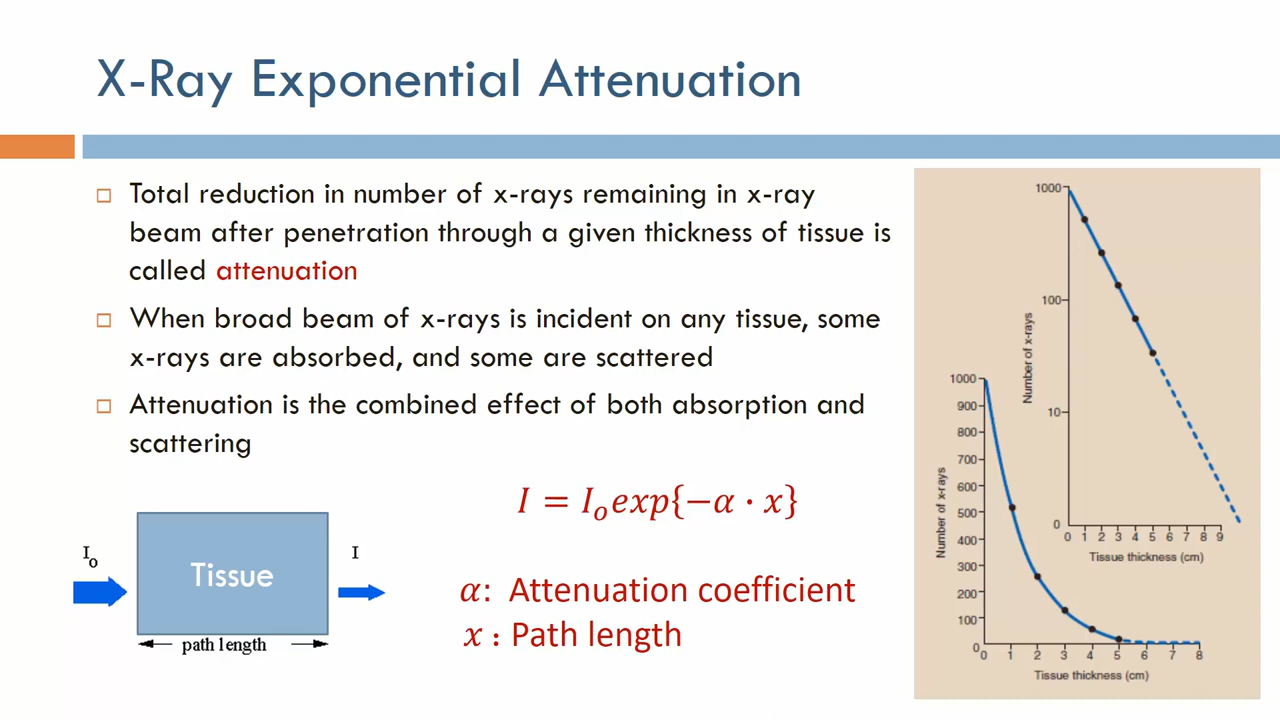 X-Ray Exponential Attenuation
Total reduction in number of x-rays remaining in x-ray
beam after penetration through a given thickness of tissue is
called attenuation
When broad beam of x-rays is incident on any tissue, some
x-rays are absorbed, and some are scattered
Attenuation is the combined effect of both absorption and
scattering
I = Iₒexp{−α · x}
α: Attenuation coefficient
x : Path length
Iₒ
Tissue
I
path length
1000
100
10
0
Number of x-rays
0 1 2 3 4 5 6 7 8 9
Tissue thickness (cm)
1000
900
800
700
600
500
400
300
200
100
0
Number of x-rays
0 1 2 3 4 5 6 7 8
Tissue thickness (cm)